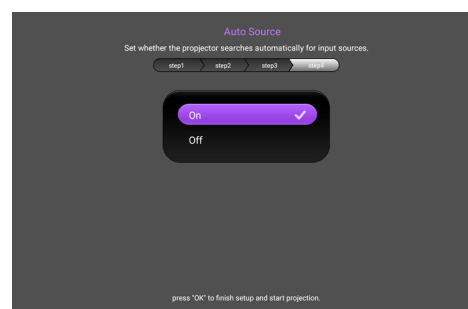 Auto Source
Set whether the propjector searches automatically for input sources.
step1 step2 step3 step4
On
Off
press "OK" to finish setup and start projection.